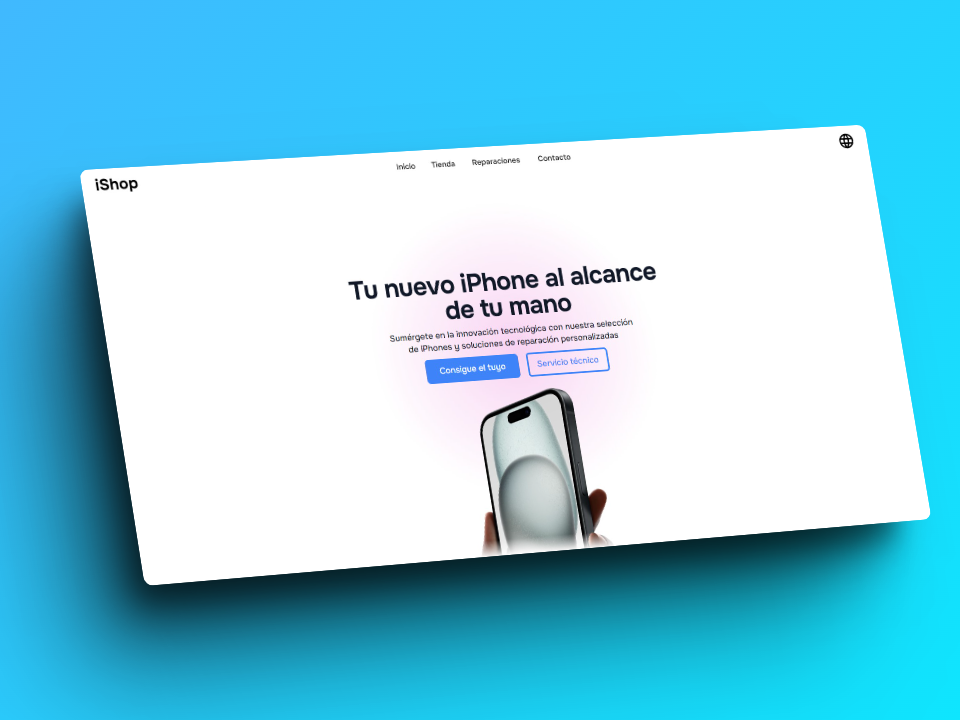 iShop
Inicio
Tienda
Reparaciones
Contacto
Tu nuevo iPhone al alcance
de tu mano
Sumérgete en la innovación tecnológica con nuestra selección
de iPhones y soluciones de reparación personalizadas
Consigue el tuyo
Servicio técnico